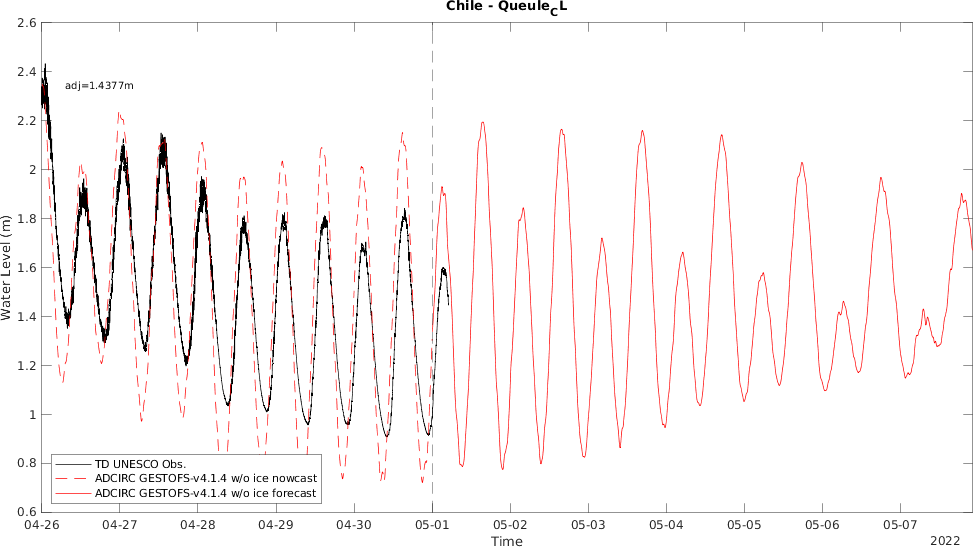 Chile - Queule_CL
2.6
2.4
2.2
2
1.8
1.6
1.4
1.2
1
0.8
0.6
Water Level (m)
adj=1.4377m
TD UNESCO Obs.
ADCIRC GESTOFS-v4.1.4 w/o ice nowcast
ADCIRC GESTOFS-v4.1.4 w/o ice forecast
04-26 04-27 04-28 04-29 04-30 05-01 05-02 05-03 05-04 05-05 05-06 05-07
Time
2022